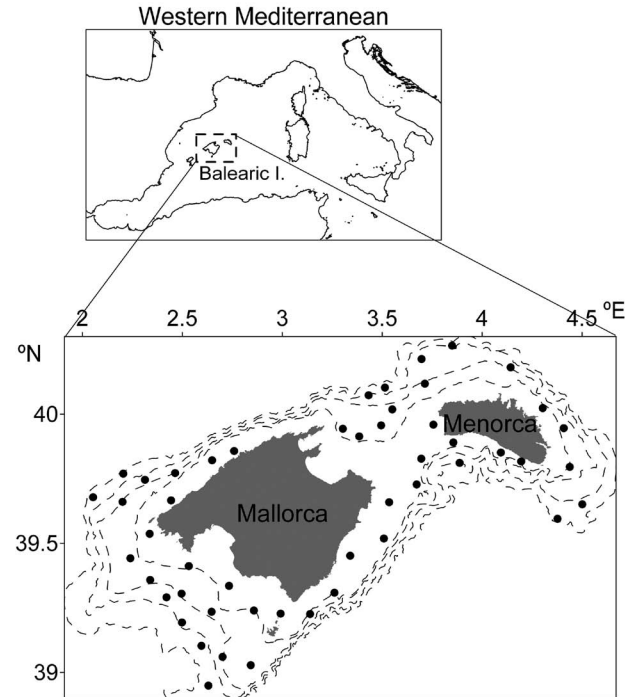 Western Mediterranean
Balearic I.
2 2.5 3 3.5 4 4.5 ºE
ºN
40
Menorca
Mallorca
39.5
39